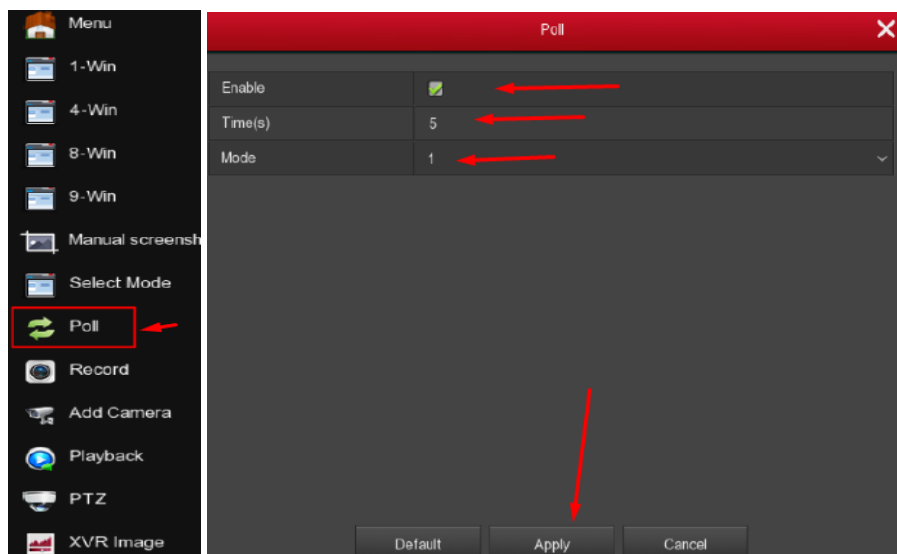 Menu
1-Win
4-Win
8-Win
9-Win
Manual screensh
Select Mode
Poll
Record
Add Camera
Playback
PTZ
XVR Image
Poll
Enable
Time(s) 5
Mode 1
Default Apply Cancel